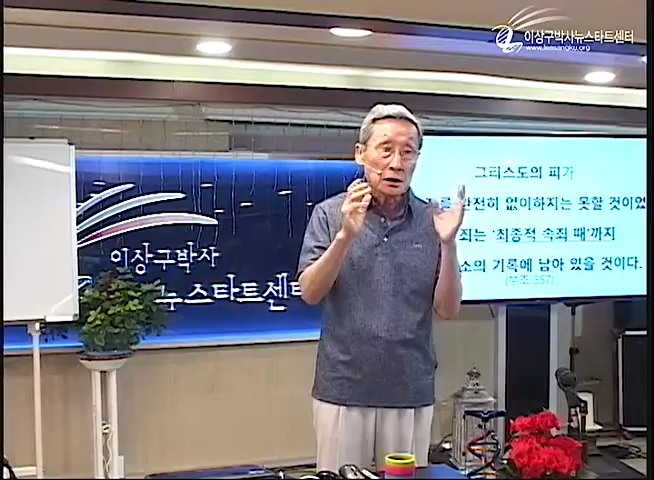 이상구박사뉴스타트센터
www.leesangku.org
그리스도의 피가
를 완전히 없이하지는 못할 것이었
죄는 '최종적 속죄 때'까지
소의 기록에 남아 있을 것이다.
이상구박사
뉴스타트센터